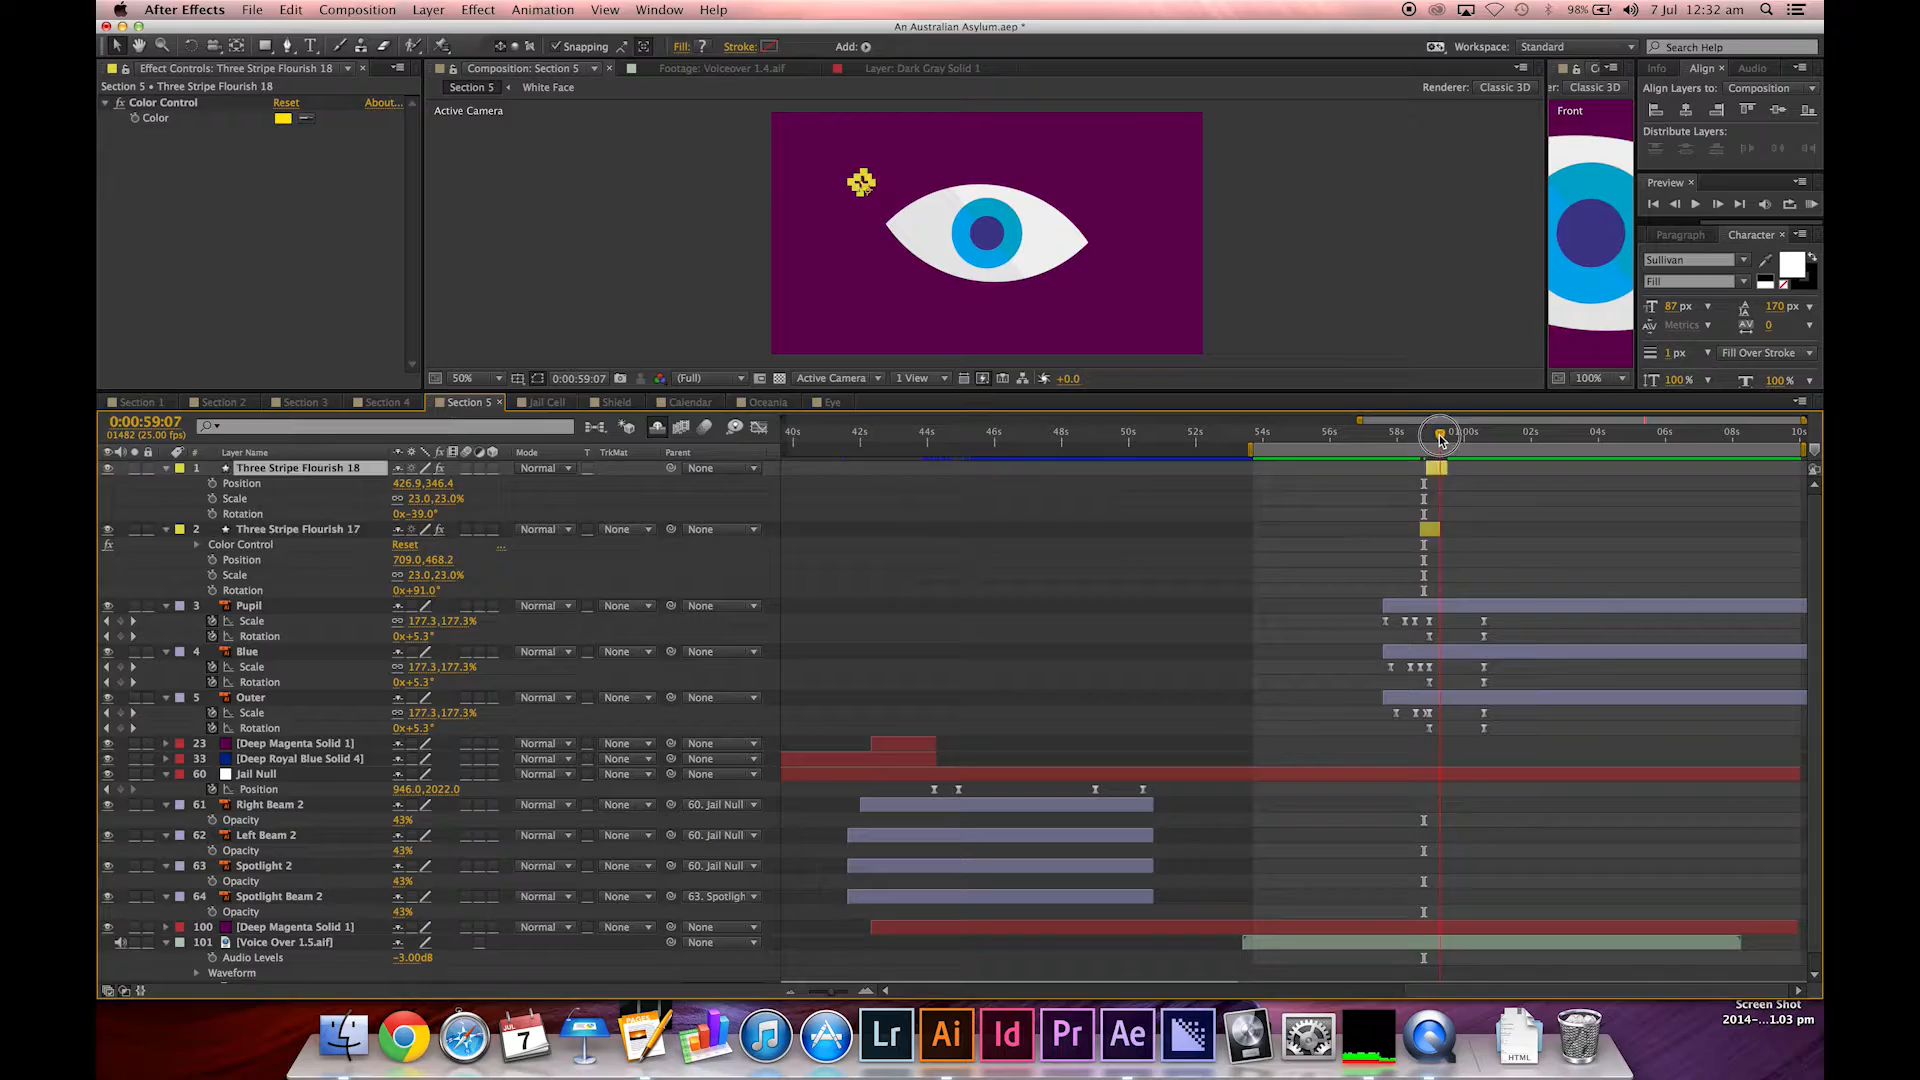 After Effects File Edit Composition Layer Effect Animation View Window Help 98% 7 Jul 12:32 am
An Australian Asylum.aep *
Snapping Fill: ? Stroke: Add: Workspace: Standard Search Help
Effect Controls: Three Stripe Flourish 18 Composition: Section 5 Footage: Voiceover 1.4.aif Layer: Dark Gray Solid 1 Info Align Audio
Section 5 • Three Stripe Flourish 18 Section 5 White Face Renderer: Classic 3D er: Classic 3D Align Layers to: Composition
Color Control Reset About...
Color
Active Camera Front
Distribute Layers:
Preview
Paragraph Character
Sullivan
Fill
87 px 170 px
Metrics 0
1 px Fill Over Stroke
100% 100%
50% 0:00:59:07 (Full) Active Camera 1 View +0.0 100%
Section 1 Section 2 Section 3 Section 4 Section 5 Jail Cell Shield Calendar Oceania Eye
0:00:59:07
01482 (25.00 fps)
40s 42s 44s 46s 48s 50s 52s 54s 56s 58s 01:00s 02s 04s 06s 08s 10s
Layer Name Mode T TrkMat Parent
1 Three Stripe Flourish 18 Normal None
Position 426.9,346.4
Scale 23.0,23.0%
Rotation 0x-39.0°
2 Three Stripe Flourish 17 Normal None None
Color Control Reset ...
Position 709.0,468.2
Scale 23.0,23.0%
Rotation 0x+91.0°
3 Pupil Normal None None
Scale 177.3,177.3%
Rotation 0x+5.3°
4 Blue Normal None None
Scale 177.3,177.3%
Rotation 0x+5.3°
5 Outer Normal None None
Scale 177.3,177.3%
Rotation 0x+5.3°
23 [Deep Magenta Solid 1] Normal None None
33 [Deep Royal Blue Solid 4] Normal None None
60 Jail Null Normal None None
Position 946.0,2022.0
61 Right Beam 2 Normal None 60. Jail Null
Opacity 43%
62 Left Beam 2 Normal None 60. Jail Null
Opacity 43%
63 Spotlight 2 Normal None 60. Jail Null
Opacity 43%
64 Spotlight Beam 2 Normal None 63. Spotligh
Opacity 43%
100 [Deep Magenta Solid 1] Normal None None
101 [Voice Over 1.5.aif] None
Audio Levels -3.00dB
Waveform
Screen Shot
2014-...1.03 pm
JUL
7
PAGES
Lr Ai Id Pr Ae
HTML